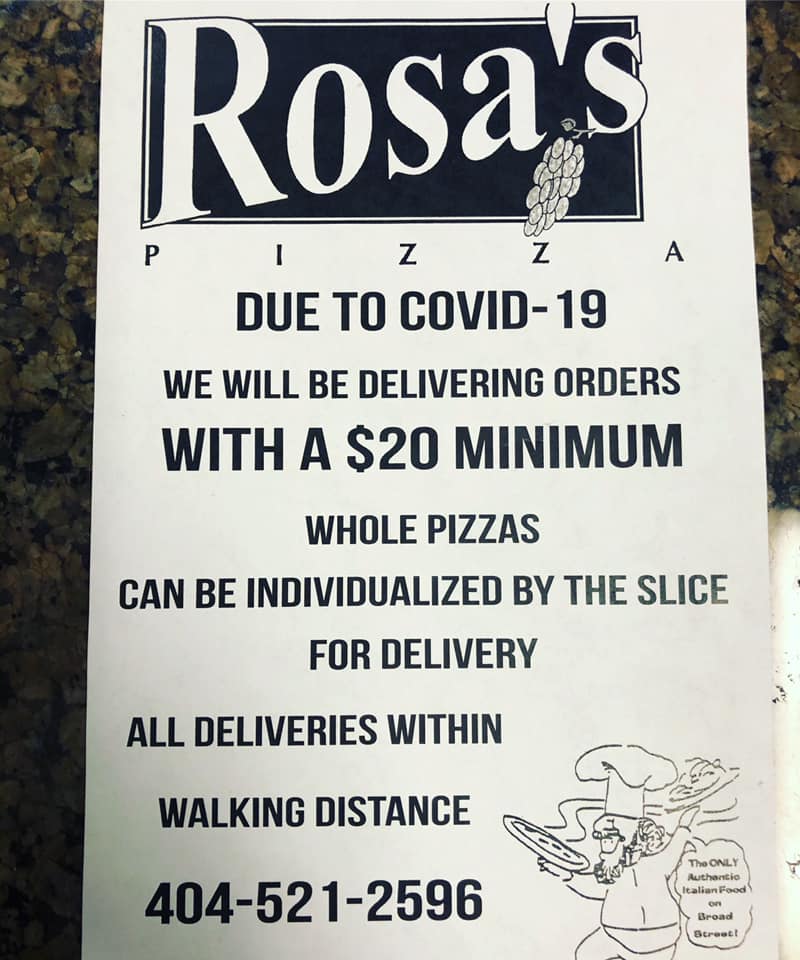 Rosa's
PIZZA
DUE TO COVID-19
WE WILL BE DELIVERING ORDERS
WITH A $20 MINIMUM
WHOLE PIZZAS
CAN BE INDIVIDUALIZED BY THE SLICE
FOR DELIVERY
ALL DELIVERIES WITHIN
WALKING DISTANCE
404-521-2596
The ONLY
Authentic
Italian Food
on
Broad
Street!